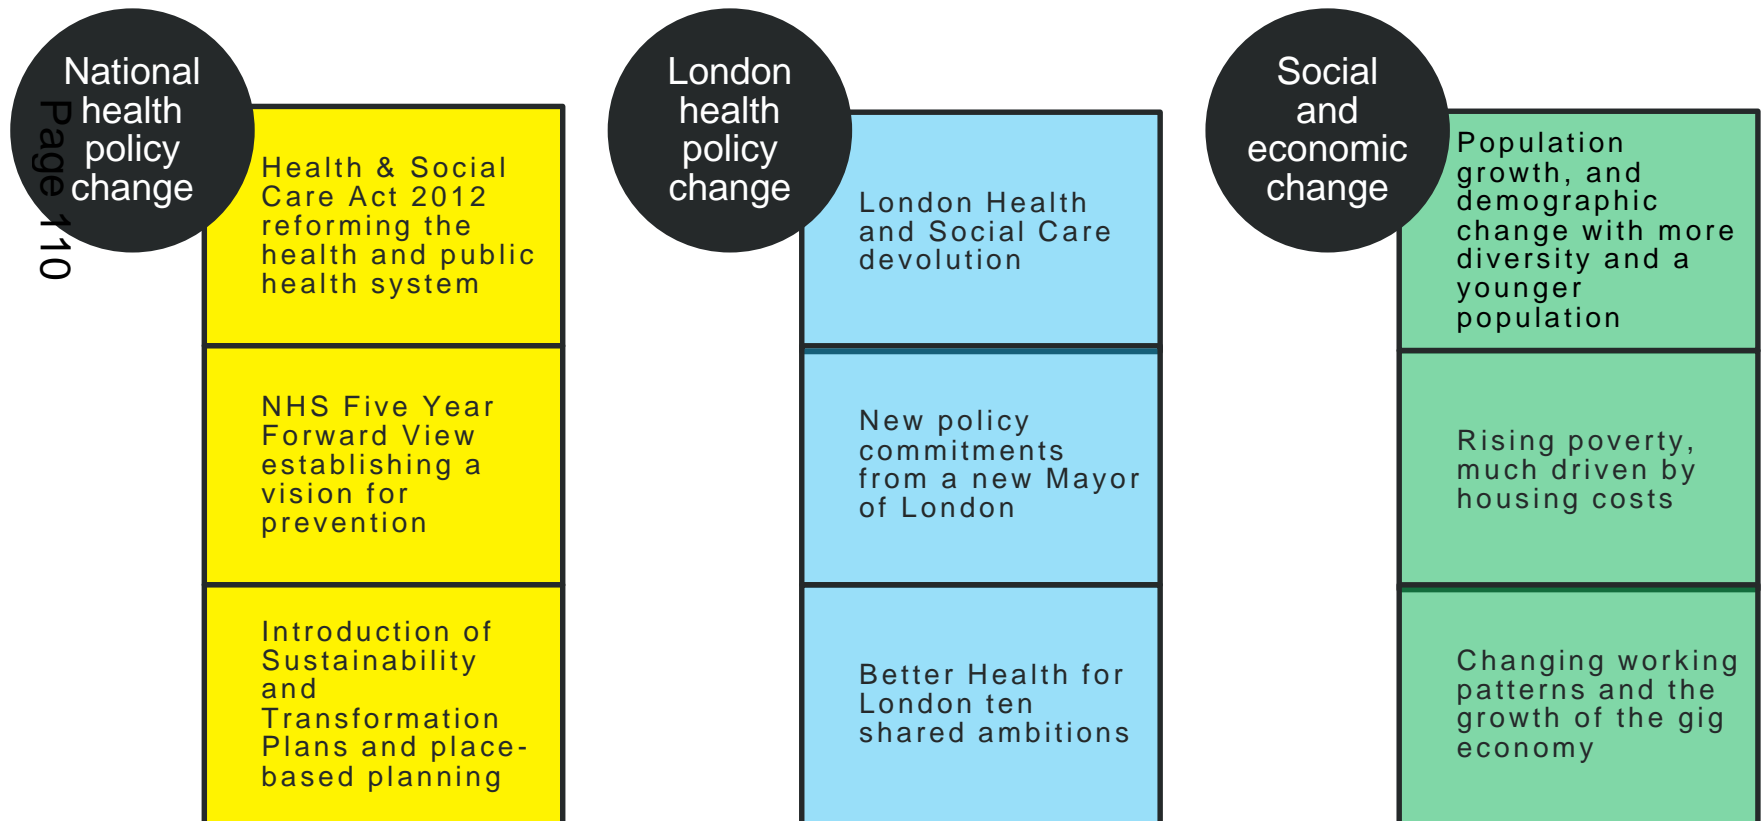 National
health
policy
change
Page 110
Health & Social
Care Act 2012
reforming the
health and public
health system
NHS Five Year
Forward View
establishing a
vision for
prevention
Introduction of
Sustainability
and
Transformation
Plans and place-
based planning
London
health
policy
change
London Health
and Social Care
devolution
New policy
commitments
from a new Mayor
of London
Better Health for
London ten
shared ambitions
Social
and
economic
change
Population
growth, and
demographic
change with more
diversity and a
younger
population
Rising poverty,
much driven by
housing costs
Changing working
patterns and the
growth of the gig
economy